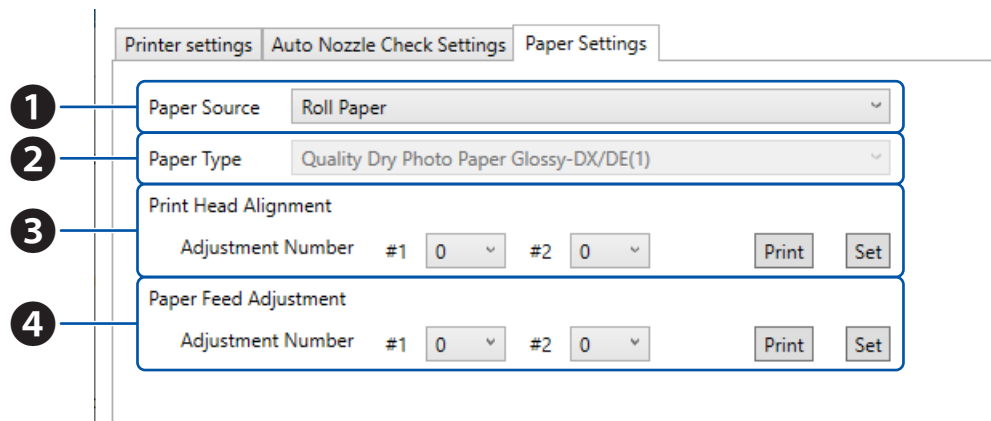 Printer settings Auto Nozzle Check Settings Paper Settings
1 Paper Source Roll Paper
2 Paper Type Quality Dry Photo Paper Glossy-DX/DE(1)
Print Head Alignment
3 Adjustment Number #1 0 #2 0 Print Set
Paper Feed Adjustment
4 Adjustment Number #1 0 #2 0 Print Set